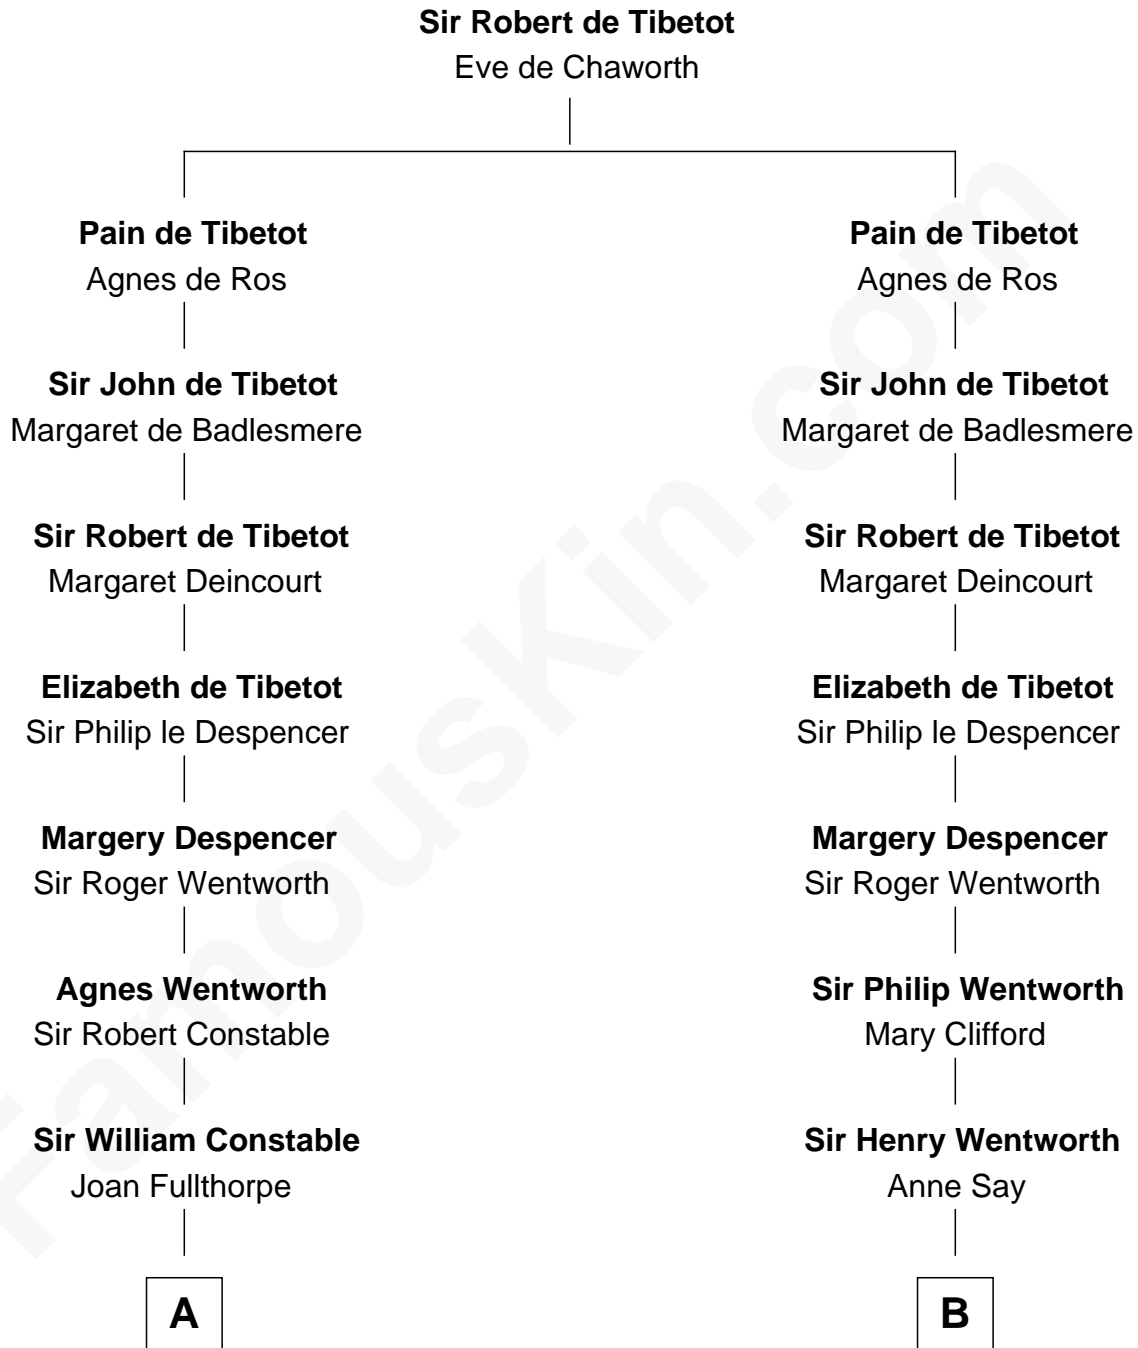 Sir Robert de Tibetot
Eve de Chaworth
Pain de Tibetot
Agnes de Ros
Sir John de Tibetot
Margaret de Badlesmere
Sir Robert de Tibetot
Margaret Deincourt
Elizabeth de Tibetot
Sir Philip le Despencer
Margery Despencer
Sir Roger Wentworth
Agnes Wentworth
Sir Robert Constable
Sir William Constable
Joan Fullthorpe
A
Pain de Tibetot
Agnes de Ros
Sir John de Tibetot
Margaret de Badlesmere
Sir Robert de Tibetot
Margaret Deincourt
Elizabeth de Tibetot
Sir Philip le Despencer
Margery Despencer
Sir Roger Wentworth
Sir Philip Wentworth
Mary Clifford
Sir Henry Wentworth
Anne Say
B
FamousKin.com